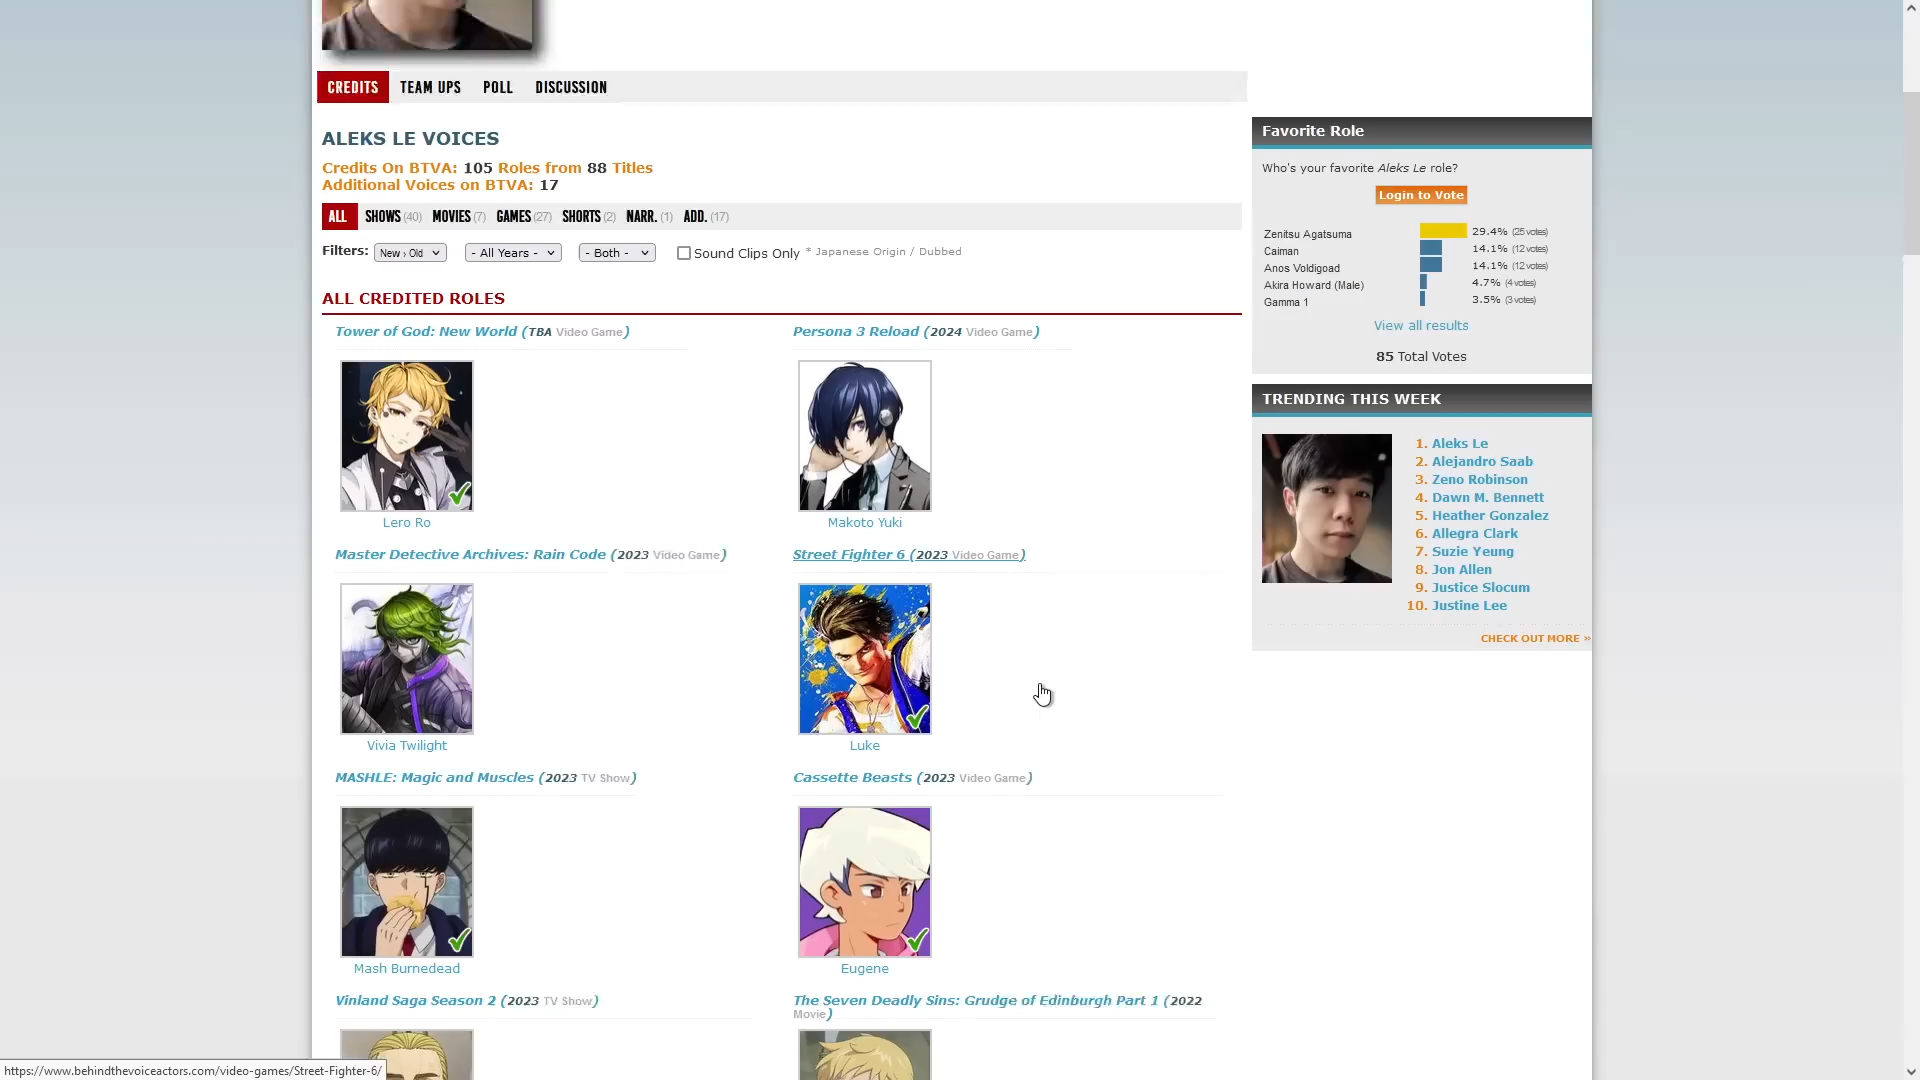 CREDITS TEAM UPS POLL DISCUSSION
ALEKS LE VOICES
Credits On BTVA: 105 Roles from 88 Titles
Additional Voices on BTVA: 17
ALL SHOWS (40) MOVIES (7) GAMES (27) SHORTS (2) NARR. (1) ADD. (17)
Filters: New › Old - All Years - - Both - Sound Clips Only * Japanese Origin / Dubbed
ALL CREDITED ROLES
Tower of God: New World (TBA Video Game)
Persona 3 Reload (2024 Video Game)
Lero Ro
Makoto Yuki
Master Detective Archives: Rain Code (2023 Video Game)
Street Fighter 6 (2023 Video Game)
Vivia Twilight
Luke
MASHLE: Magic and Muscles (2023 TV Show)
Cassette Beasts (2023 Video Game)
Mash Burnedead
Eugene
Vinland Saga Season 2 (2023 TV Show)
The Seven Deadly Sins: Grudge of Edinburgh Part 1 (2022
Movie)
Favorite Role
Who's your favorite Aleks Le role?
Login to Vote
Zenitsu Agatsuma 29.4% (25 votes)
Caiman 14.1% (12 votes)
Anos Voldigoad 14.1% (12 votes)
Akira Howard (Male) 4.7% (4 votes)
Gamma 1 3.5% (3 votes)
View all results
85 Total Votes
TRENDING THIS WEEK
1. Aleks Le
2. Alejandro Saab
3. Zeno Robinson
4. Dawn M. Bennett
5. Heather Gonzalez
6. Allegra Clark
7. Suzie Yeung
8. Jon Allen
9. Justice Slocum
10. Justine Lee
CHECK OUT MORE »
https://www.behindthevoiceactors.com/video-games/Street-Fighter-6/